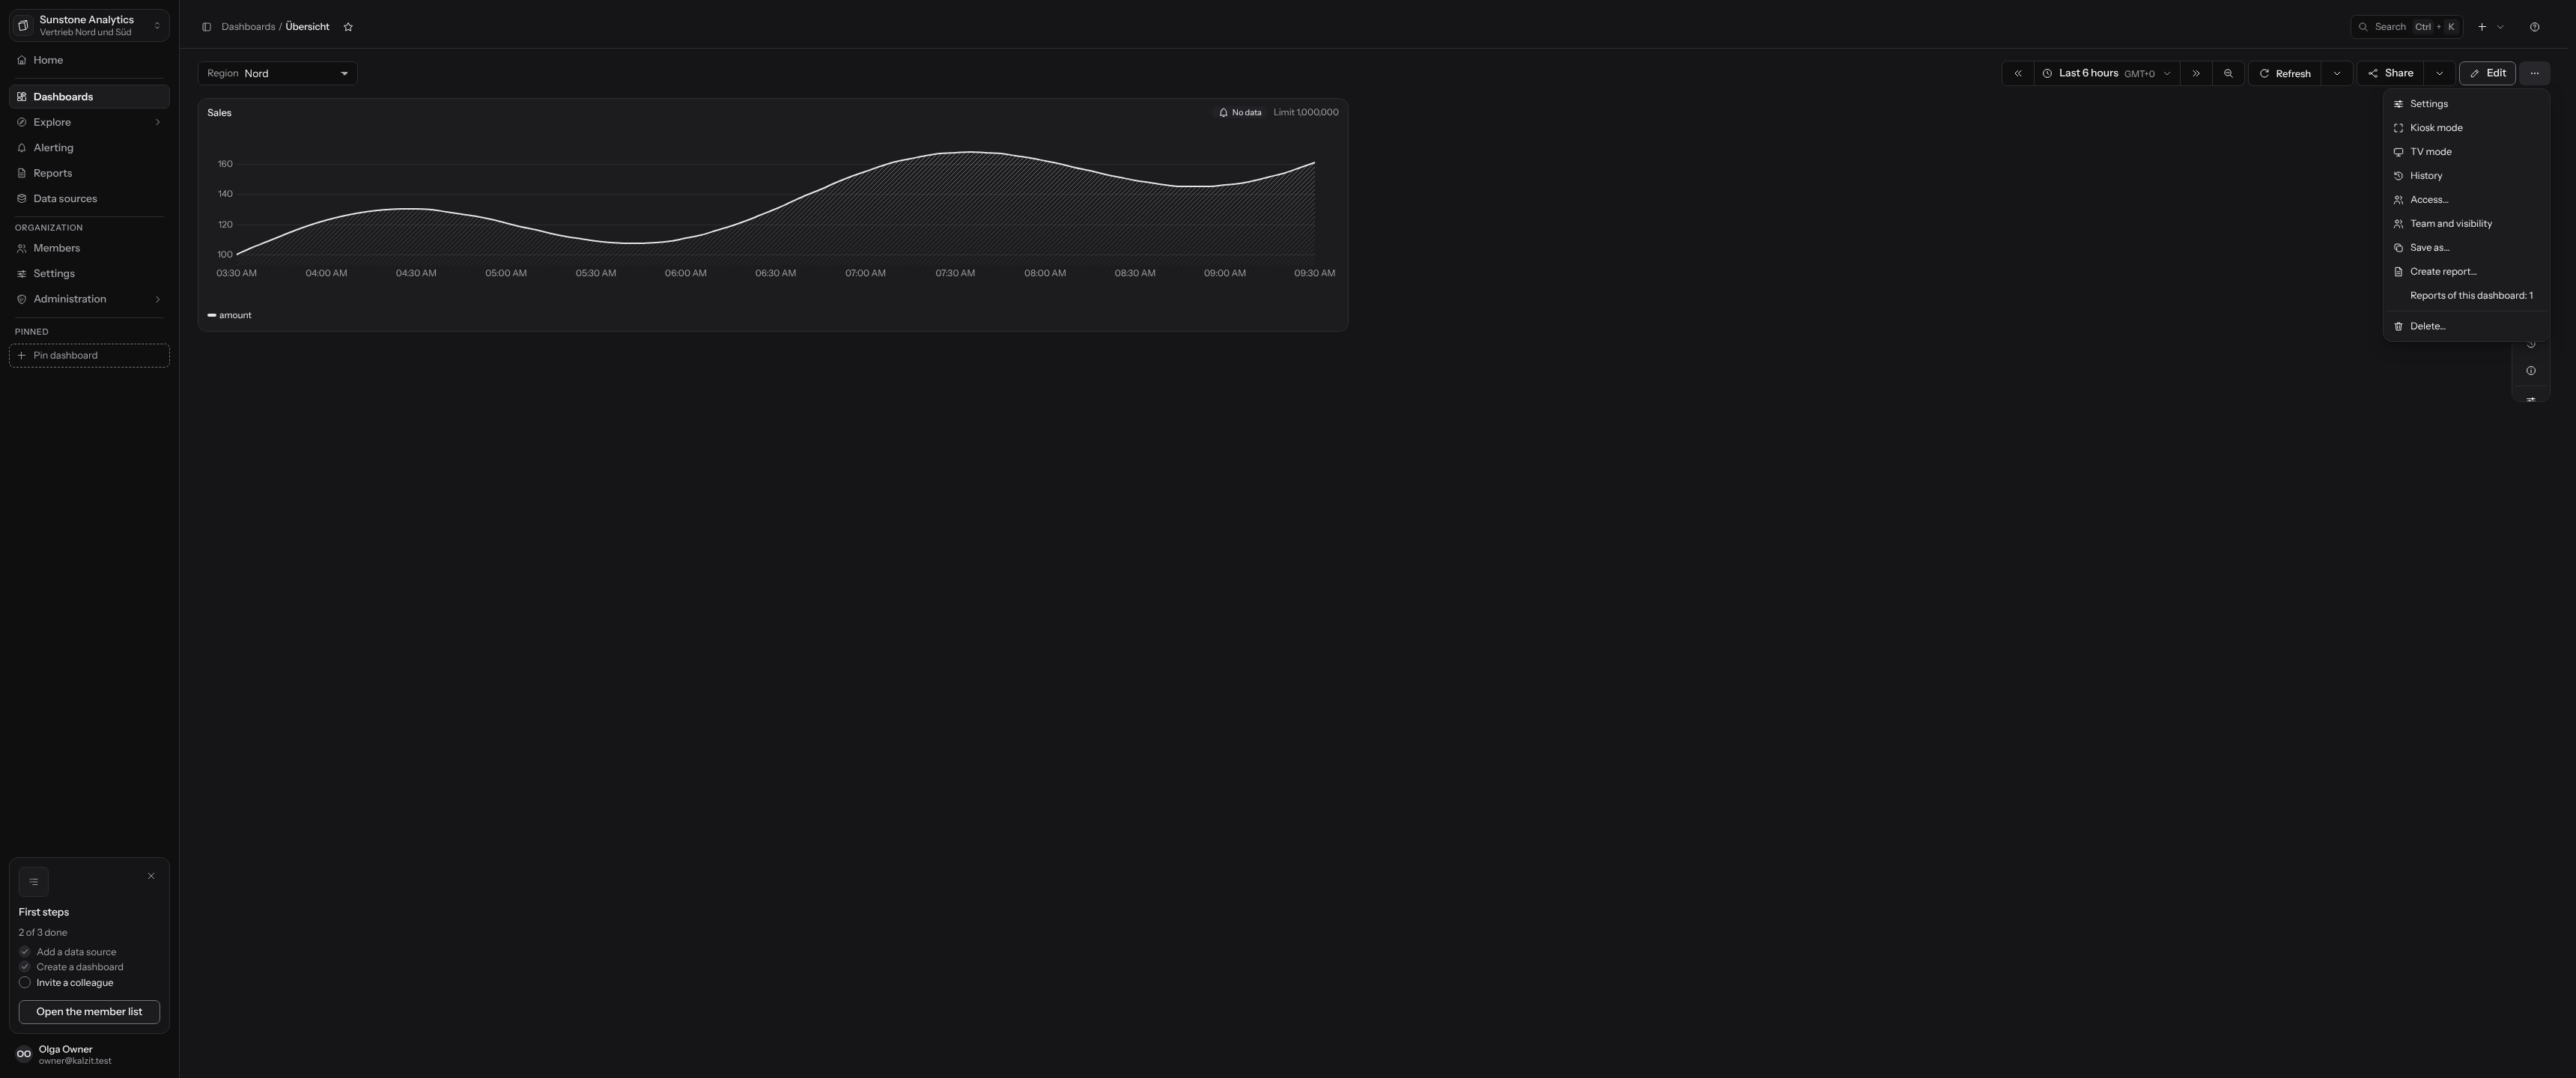 Sunstone Analytics
Vertrieb Nord und Süd
Home
Dashboards
Explore
Alerting
Reports
Data sources
ORGANIZATION
Members
Settings
Administration
PINNED
Pin dashboard
First steps
2 of 3 done
Add a data source
Create a dashboard
Invite a colleague
Open the member list
OO
Olga Owner
owner@kalzit.test
Dashboards / Übersicht
Search Ctrl + K
Region Nord
Last 6 hours GMT+0
Refresh
Share
Edit
Sales
No data
Limit 1,000,000
160
140
120
100
03:30 AM 04:00 AM 04:30 AM 05:00 AM 05:30 AM 06:00 AM 06:30 AM 07:00 AM 07:30 AM 08:00 AM 08:30 AM 09:00 AM 09:30 AM
amount
Settings
Kiosk mode
TV mode
History
Access...
Team and visibility
Save as...
Create report...
Reports of this dashboard: 1
Delete...